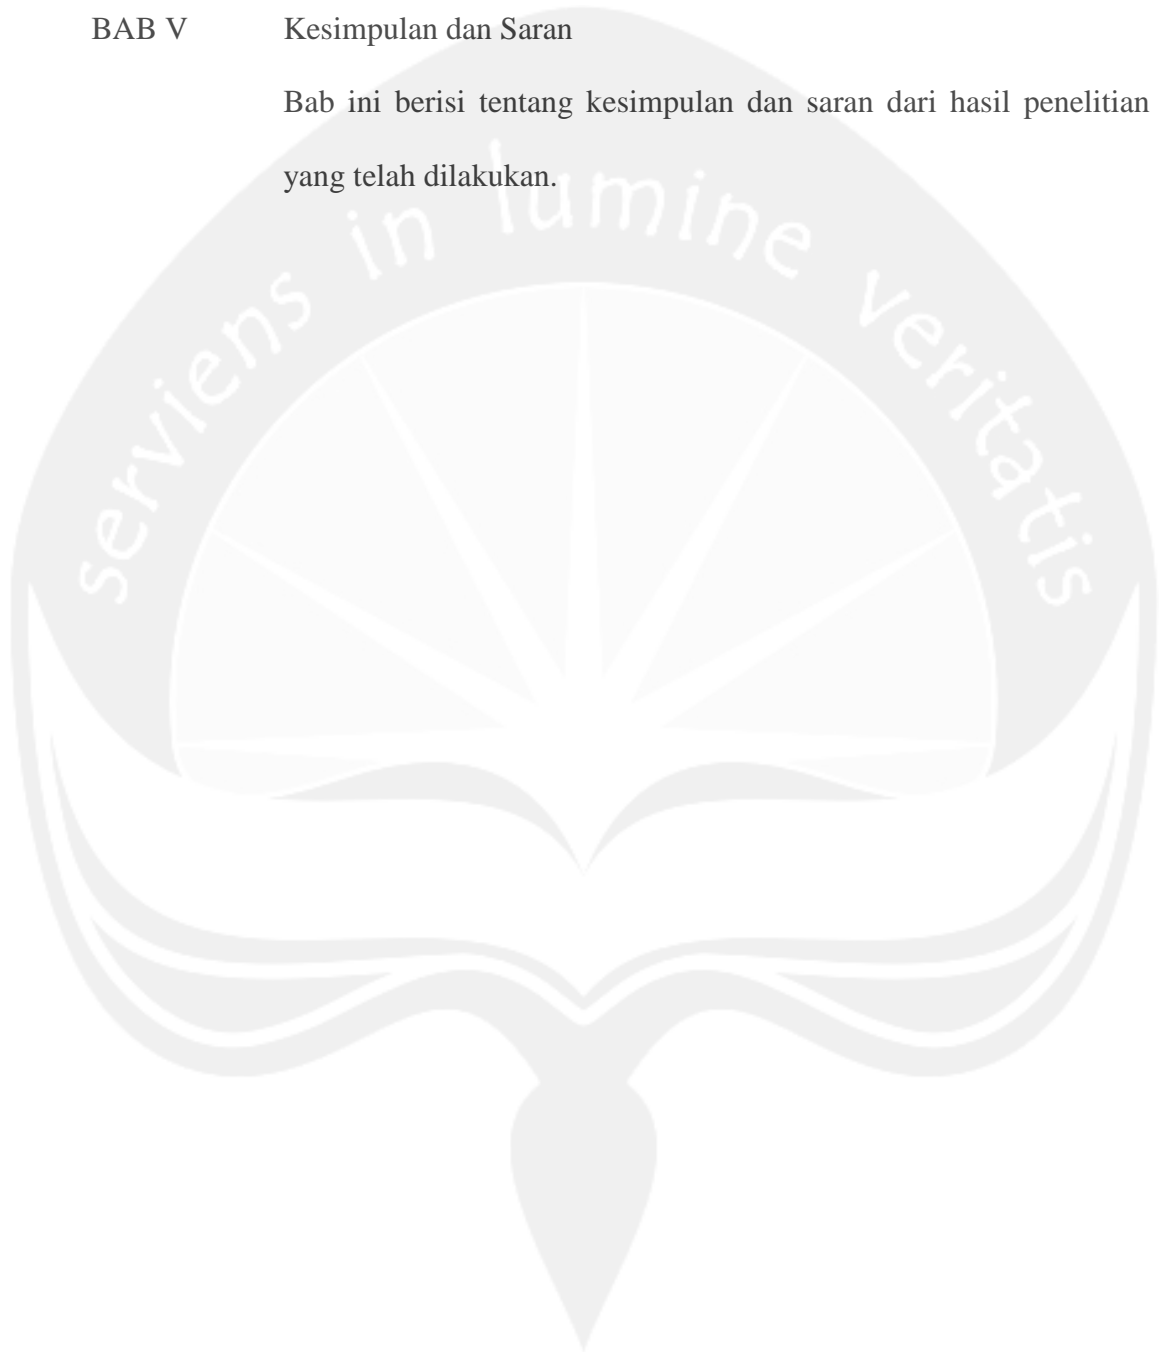 BAB V Kesimpulan dan Saran
Bab ini berisi tentang kesimpulan dan saran dari hasil penelitian
yang telah dilakukan.
serviens in lumine veritatis